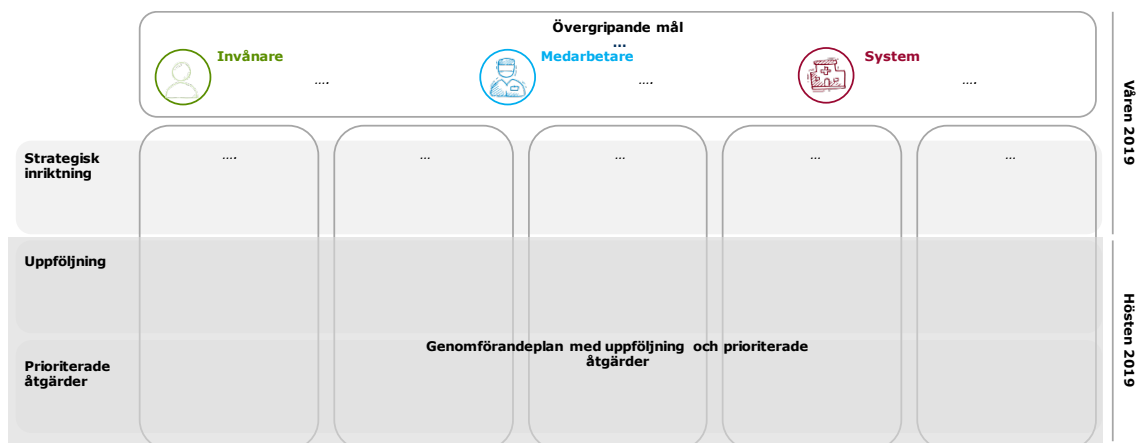 Övergripande mål
...
Invånare
....
Medarbetare
....
System
....
Våren 2019
Strategisk
inriktning
....
...
...
...
...
Uppföljning
Hösten 2019
Genomförandeplan med uppföljning och prioriterade
åtgärder
Prioriterade
åtgärder